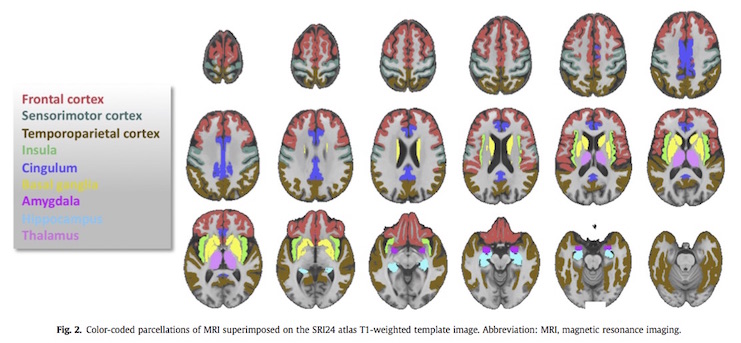 Frontal cortex
Sensorimotor cortex
Temporoparietal cortex
Insula
Cingulum
Basal ganglia
Amygdala
Hippocampus
Thalamus
Fig. 2. Color-coded parcellations of MRI superimposed on the SRI24 atlas T1-weighted template image. Abbreviation: MRI, magnetic resonance imaging.